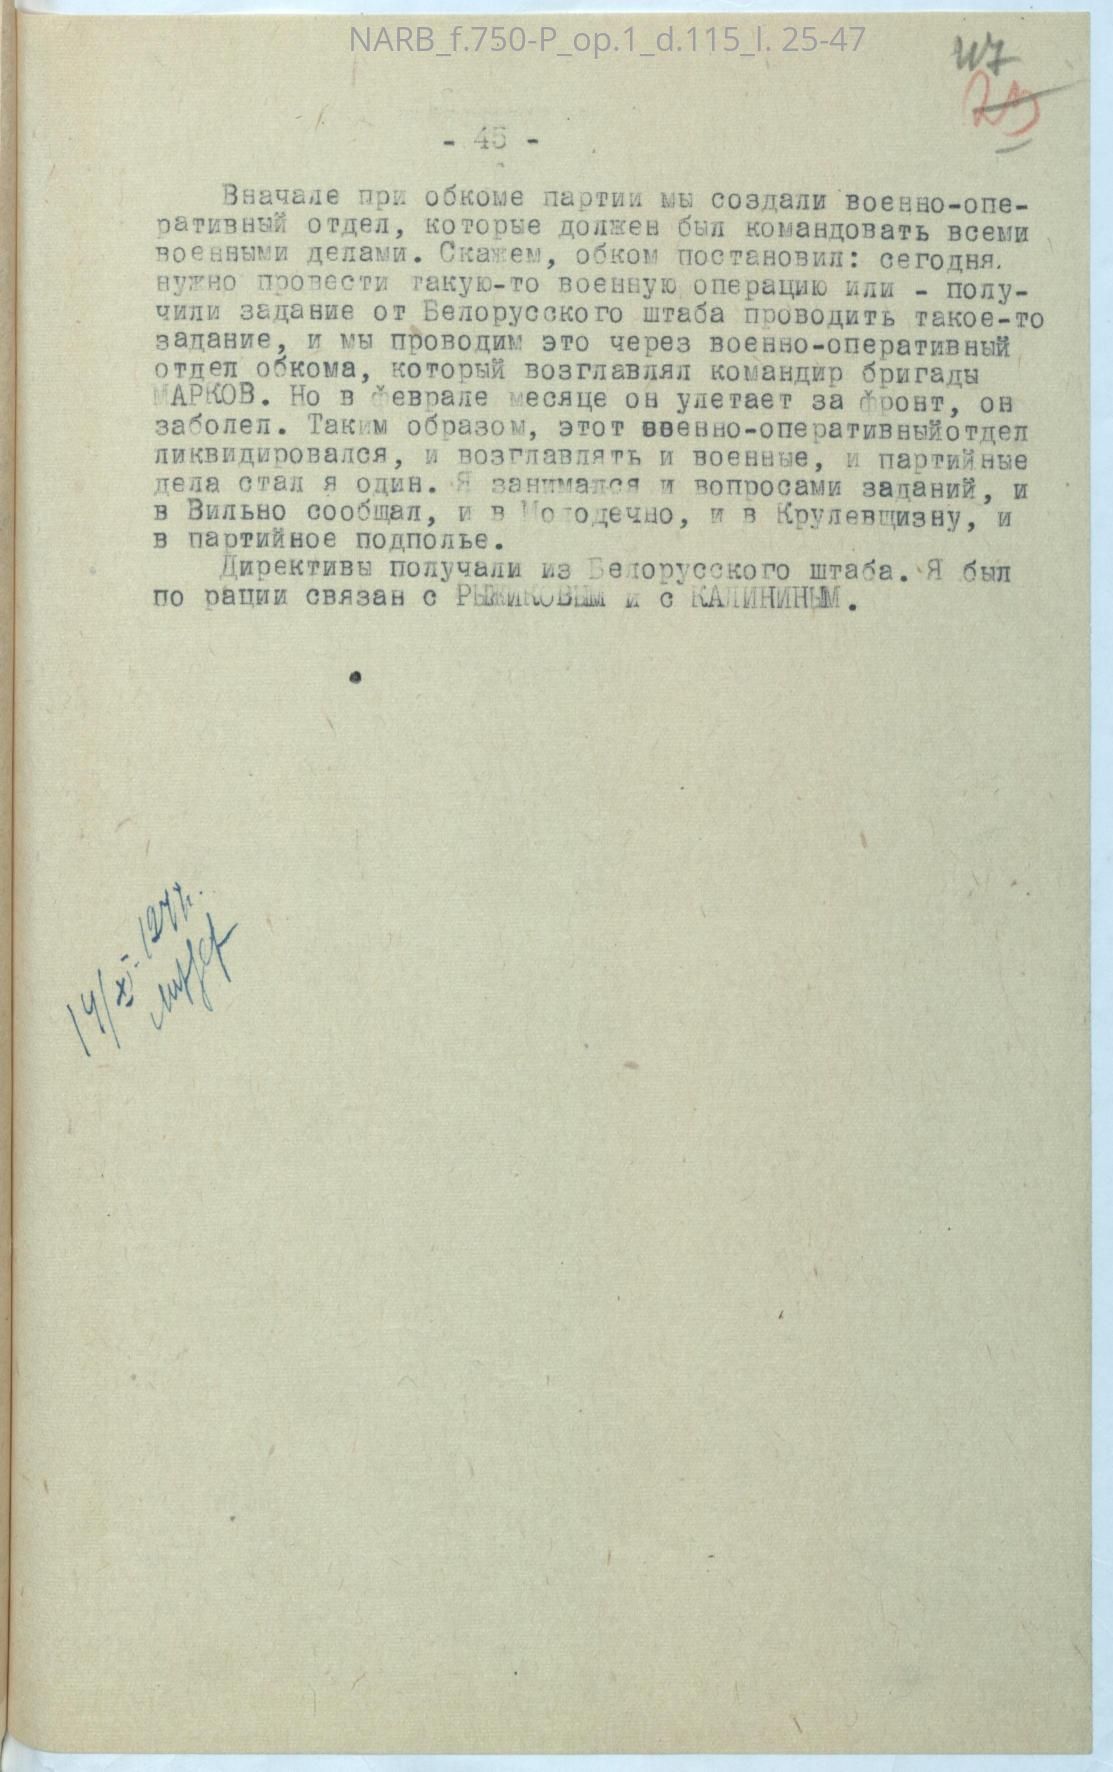 NARB_f.750-P_op.1_d.115_l. 25-47
47
- 45 -
Вначале при обкоме партии мы создали военно-опе-
ративный отдел, которые должен был командовать всеми
военными делами. Скажем, обком постановил: сегодня.
нужно провести такую-то военную операцию или - полу-
чили задание от Белорусского штаба проводить такое-то
задание, и мы проводим это через военно-оперативный
отдел обкома, который возглавлял командир бригады
МАРКОВ. Но в феврале месяце он улетает за фронт, он
заболел. Таким образом, этот военно-оперативныйотдел
ликвидировался, и возглавлять и военные, и партийные
дела стал я один. Я занимался и вопросами заданий, и
в Вильно сообщал, и в Молодечно, и в Крулевщизну, и
в партийное подполье.
Директивы получали из Белорусского штаба. Я был
по рации связан с РЫЖИКОВЫМ и с КАЛИНИНЫМ.
14/XI-